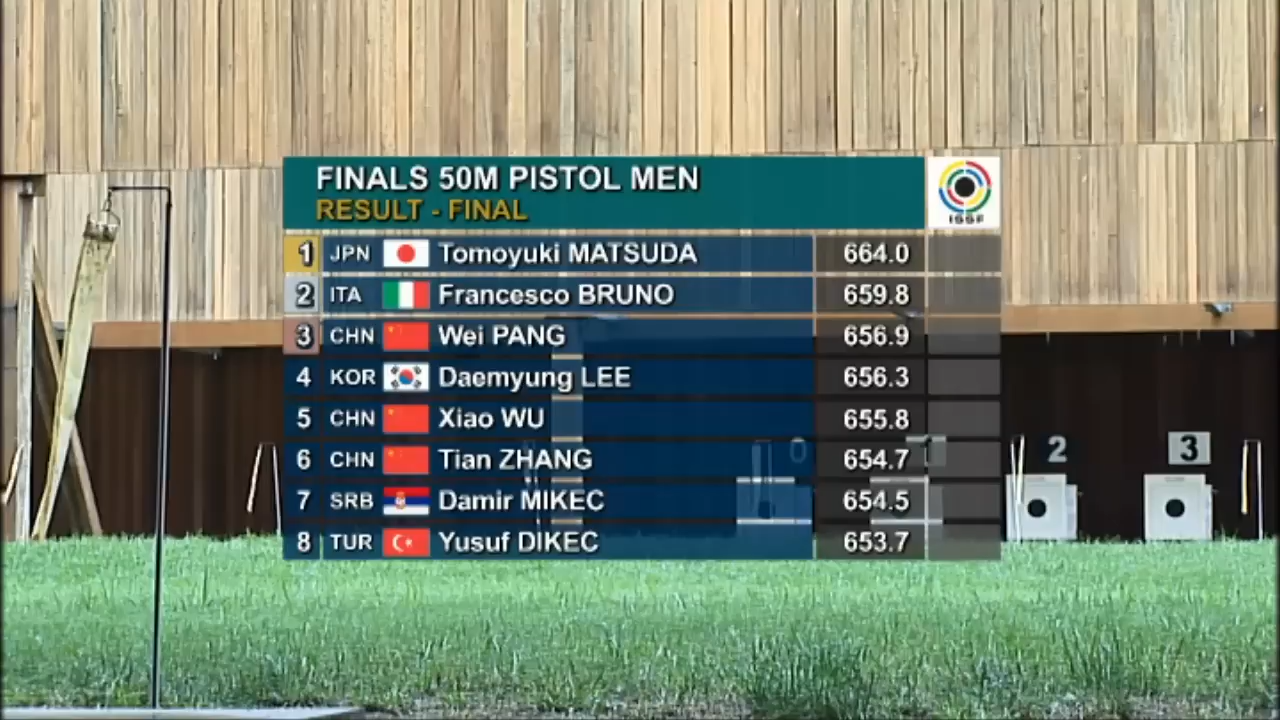 FINALS 50M PISTOL MEN
RESULT - FINAL
ISSF
1 JPN Tomoyuki MATSUDA 664.0
2 ITA Francesco BRUNO 659.8
3 CHN Wei PANG 656.9
4 KOR Daemyung LEE 656.3
5 CHN Xiao WU 655.8
6 CHN Tian ZHANG 654.7
7 SRB Damir MIKEC 654.5
8 TUR Yusuf DIKEC 653.7
0 1 2 3